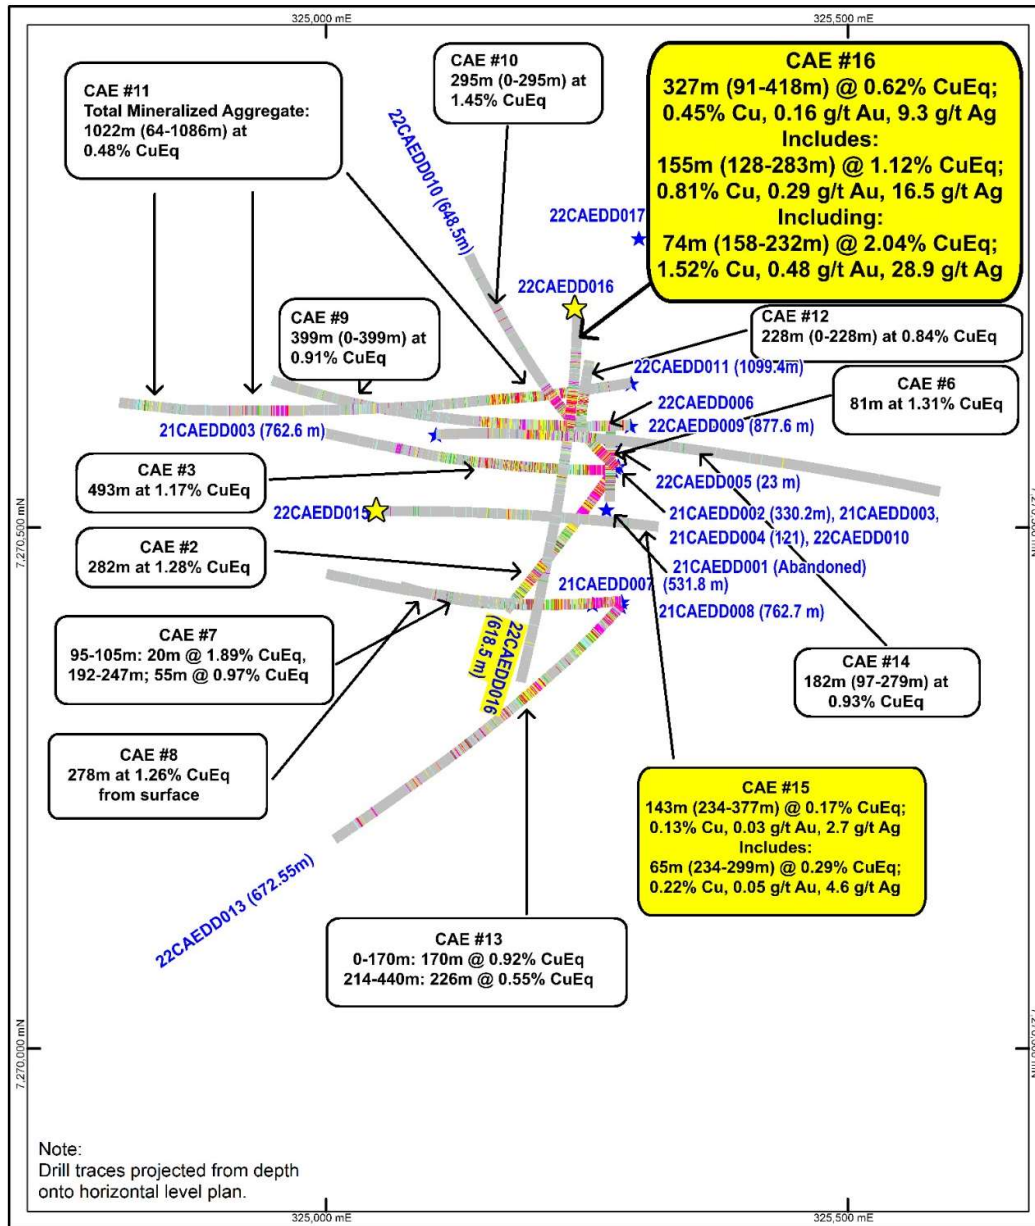 325,000 mE
325,500 mE
CAE #11
Total Mineralized Aggregate:
1022m (64-1086m) at
0.48% CuEq
CAE #10
295m (0-295m) at
1.45% CuEq
CAE #16
327m (91-418m) @ 0.62% CuEq;
0.45% Cu, 0.16 g/t Au, 9.3 g/t Ag
Includes:
155m (128-283m) @ 1.12% CuEq;
0.81% Cu, 0.29 g/t Au, 16.5 g/t Ag
Including:
74m (158-232m) @ 2.04% CuEq;
1.52% Cu, 0.48 g/t Au, 28.9 g/t Ag
22CAEDD010 (648.5m)
22CAEDD017
22CAEDD016
CAE #9
399m (0-399m) at
0.91% CuEq
CAE #12
228m (0-228m) at 0.84% CuEq
22CAEDD011 (1099.4m)
CAE #6
81m at 1.31% CuEq
22CAEDD006
22CAEDD009 (877.6 m)
21CAEDD003 (762.6 m)
CAE #3
493m at 1.17% CuEq
22CAEDD005 (23 m)
22CAEDD015
21CAEDD002 (330.2m), 21CAEDD003,
21CAEDD004 (121), 22CAEDD010
7,270,500 mN
CAE #2
282m at 1.28% CuEq
21CAEDD001 (Abandoned)
21CAEDD007 (531.8 m)
21CAEDD008 (762.7 m)
CAE #7
95-105m: 20m @ 1.89% CuEq,
192-247m; 55m @ 0.97% CuEq
22CAEDD016
(618.5 m)
CAE #14
182m (97-279m) at
0.93% CuEq
CAE #8
278m at 1.26% CuEq
from surface
CAE #15
143m (234-377m) @ 0.17% CuEq;
0.13% Cu, 0.03 g/t Au, 2.7 g/t Ag
Includes:
65m (234-299m) @ 0.29% CuEq;
0.22% Cu, 0.05 g/t Au, 4.6 g/t Ag
22CAEDD013 (672.55m)
CAE #13
0-170m: 170m @ 0.92% CuEq
214-440m: 226m @ 0.55% CuEq
7,270,000 mN
Note:
Drill traces projected from depth
onto horizontal level plan.
325,000 mE
325,500 mE